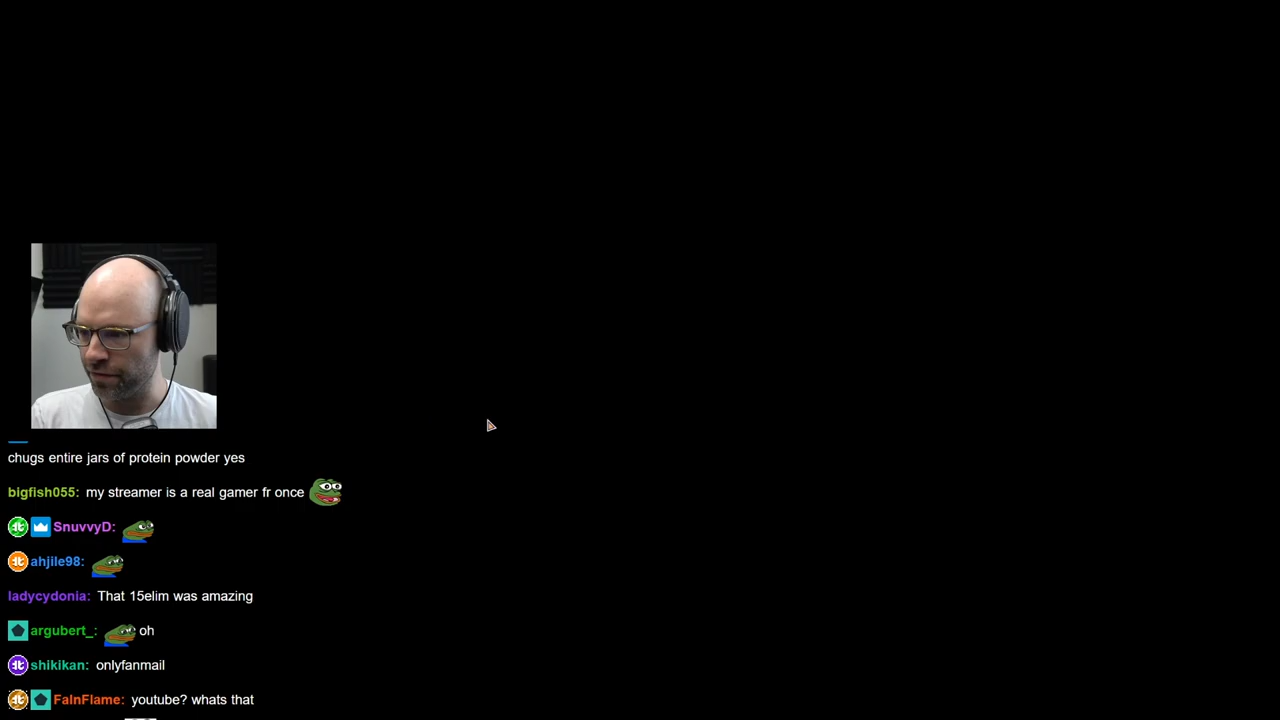 chugs entire jars of protein powder yes
bigfish055: my streamer is a real gamer fr once
SnuvvyD:
ahjile98:
ladycydonia: That 15elim was amazing
argubert_: oh
shikikan: onlyfanmail
FalnFlame: youtube? whats that